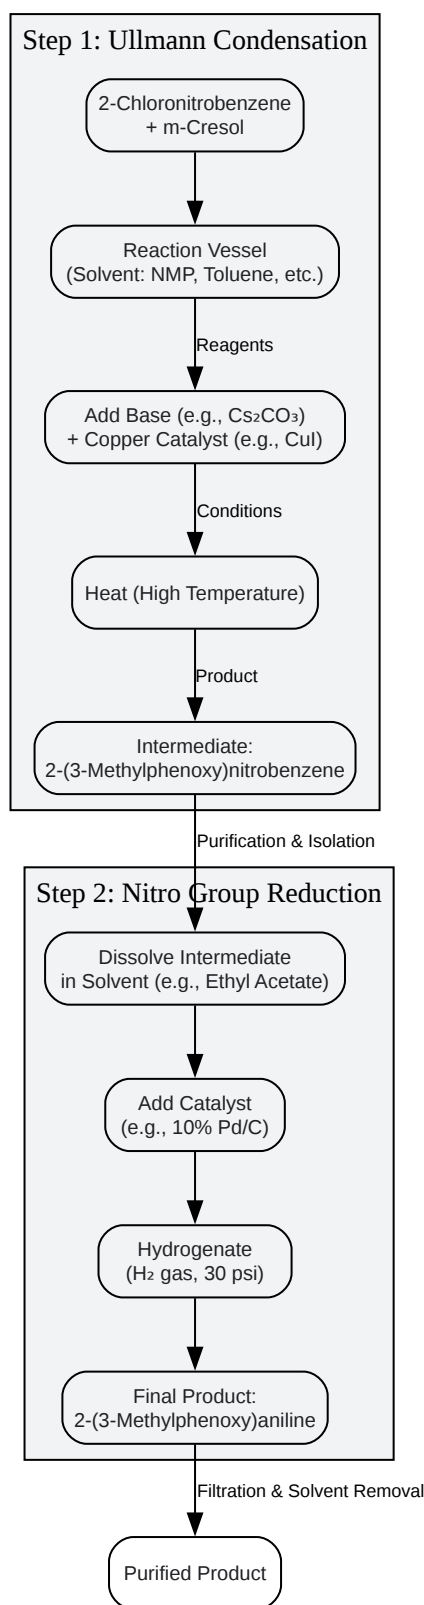 Step 1: Ullmann Condensation
2-Chloronitrobenzene
+ m-Cresol
Reaction Vessel
(Solvent: NMP, Toluene, etc.)
Reagents
Add Base (e.g., Cs₂CO₃)
+ Copper Catalyst (e.g., CuI)
Conditions
Heat (High Temperature)
Product
Intermediate:
2-(3-Methylphenoxy)nitrobenzene
Purification & Isolation
Step 2: Nitro Group Reduction
Dissolve Intermediate
in Solvent (e.g., Ethyl Acetate)
Add Catalyst
(e.g., 10% Pd/C)
Hydrogenate
(H₂ gas, 30 psi)
Final Product:
2-(3-Methylphenoxy)aniline
Filtration & Solvent Removal
Purified Product